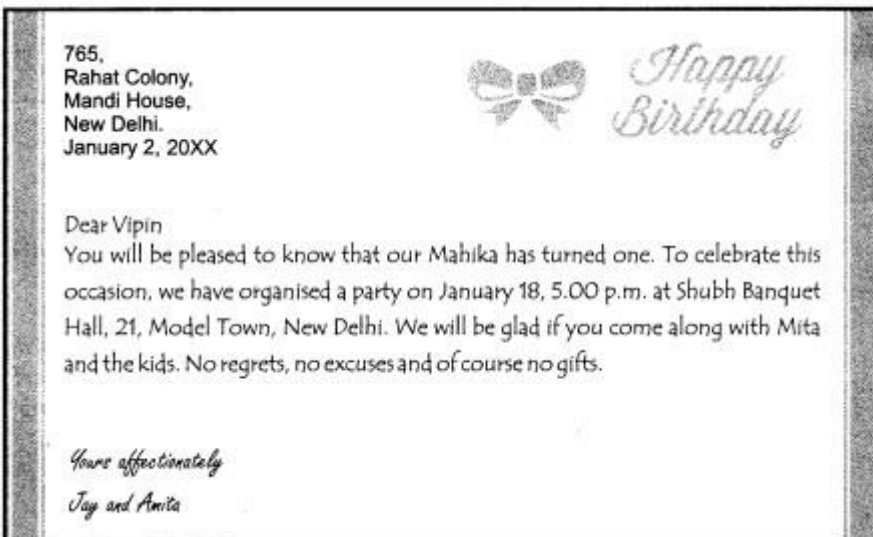 765,
Rahat Colony,
Mandi House,
New Delhi.
January 2, 20XX
Happy
Birthday
Dear Vipin
You will be pleased to know that our Mahika has turned one. To celebrate this
occasion, we have organised a party on January 18, 5.00 p.m. at Shubh Banquet
Hall, 21, Model Town, New Delhi. We will be glad if you come along with Mita
and the kids. No regrets, no excuses and of course no gifts.
Yours affectionately
Jay and Amita